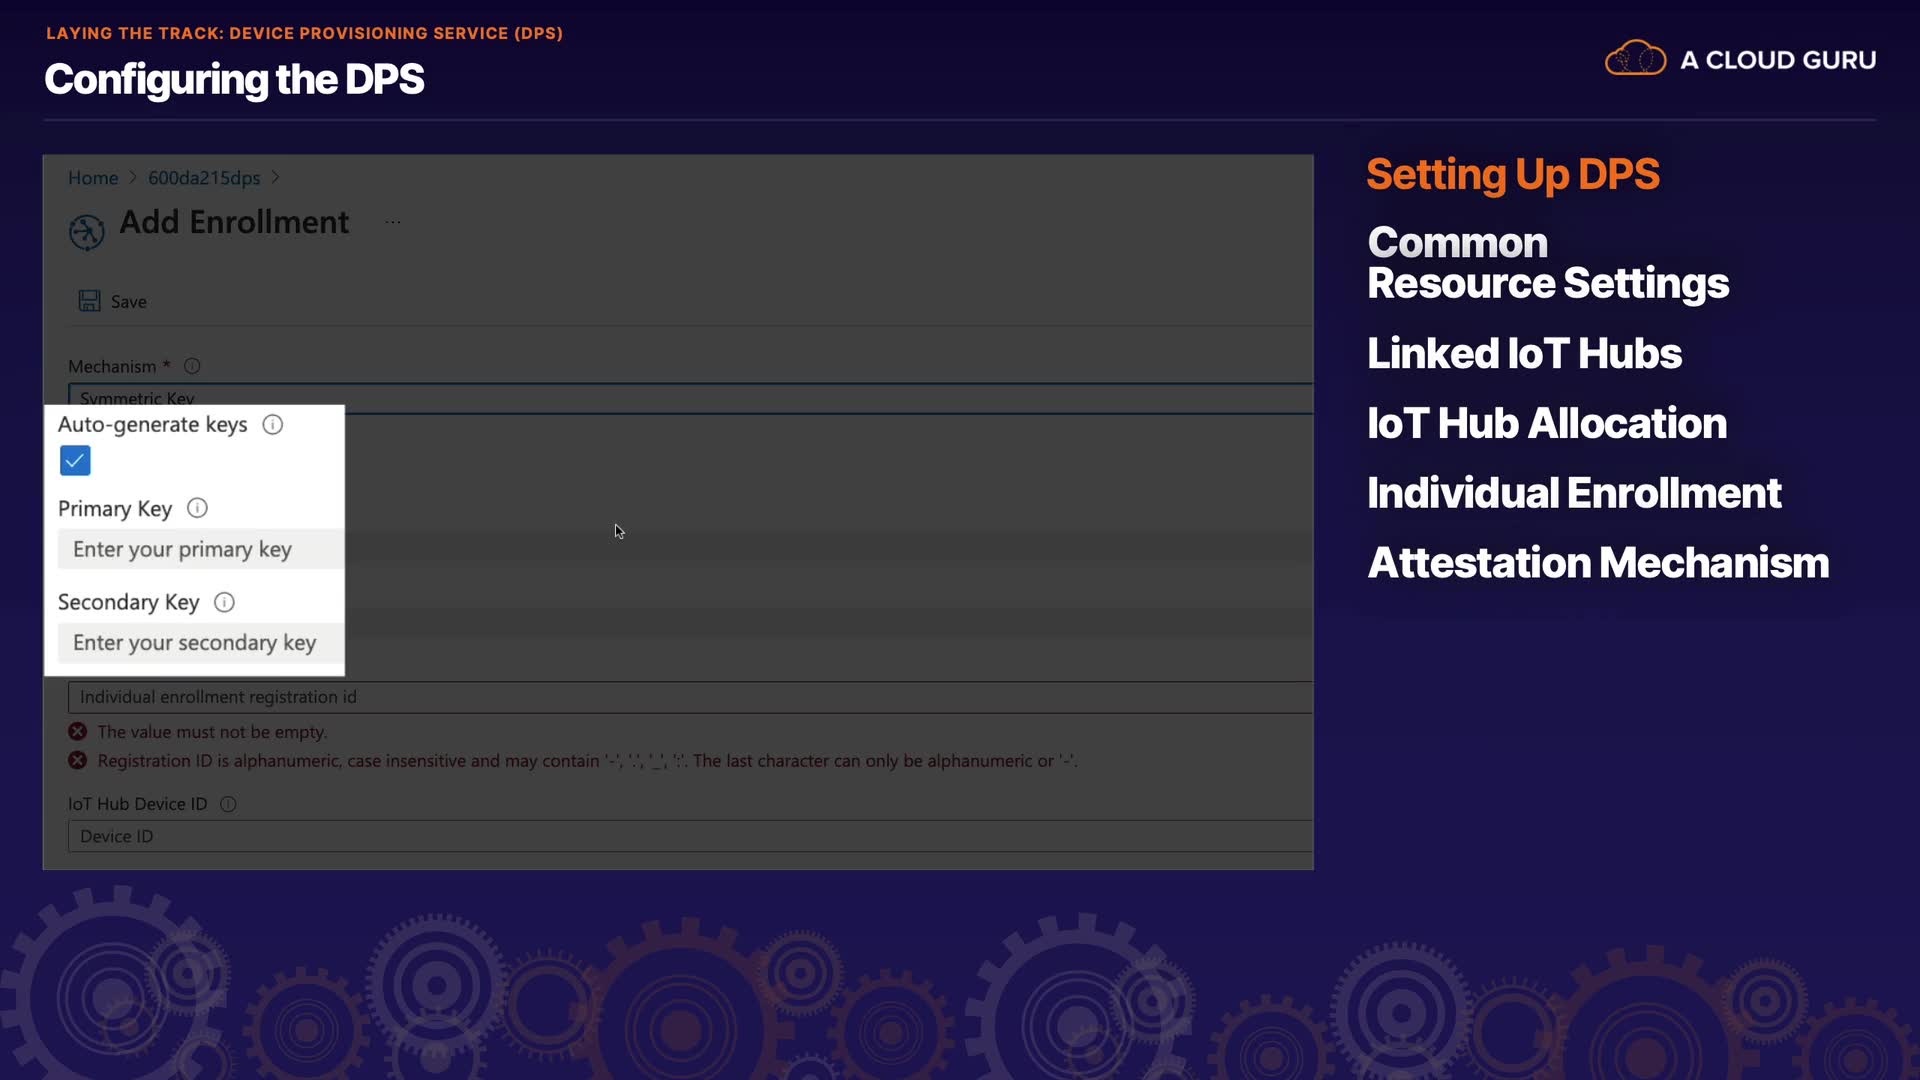 LAYING THE TRACK: DEVICE PROVISIONING SERVICE (DPS)
Configuring the DPS
A CLOUD GURU
Home > 600da215dps >
Add Enrollment ...
Save
Mechanism *
Symmetric Key
Auto-generate keys
Primary Key
Enter your primary key
Secondary Key
Enter your secondary key
Individual enrollment registration id
The value must not be empty.
Registration ID is alphanumeric, case insensitive and may contain '-', '.', '_', ':'. The last character can only be alphanumeric or '-'.
IoT Hub Device ID
Device ID
Setting Up DPS
Common
Resource Settings
Linked IoT Hubs
IoT Hub Allocation
Individual Enrollment
Attestation Mechanism